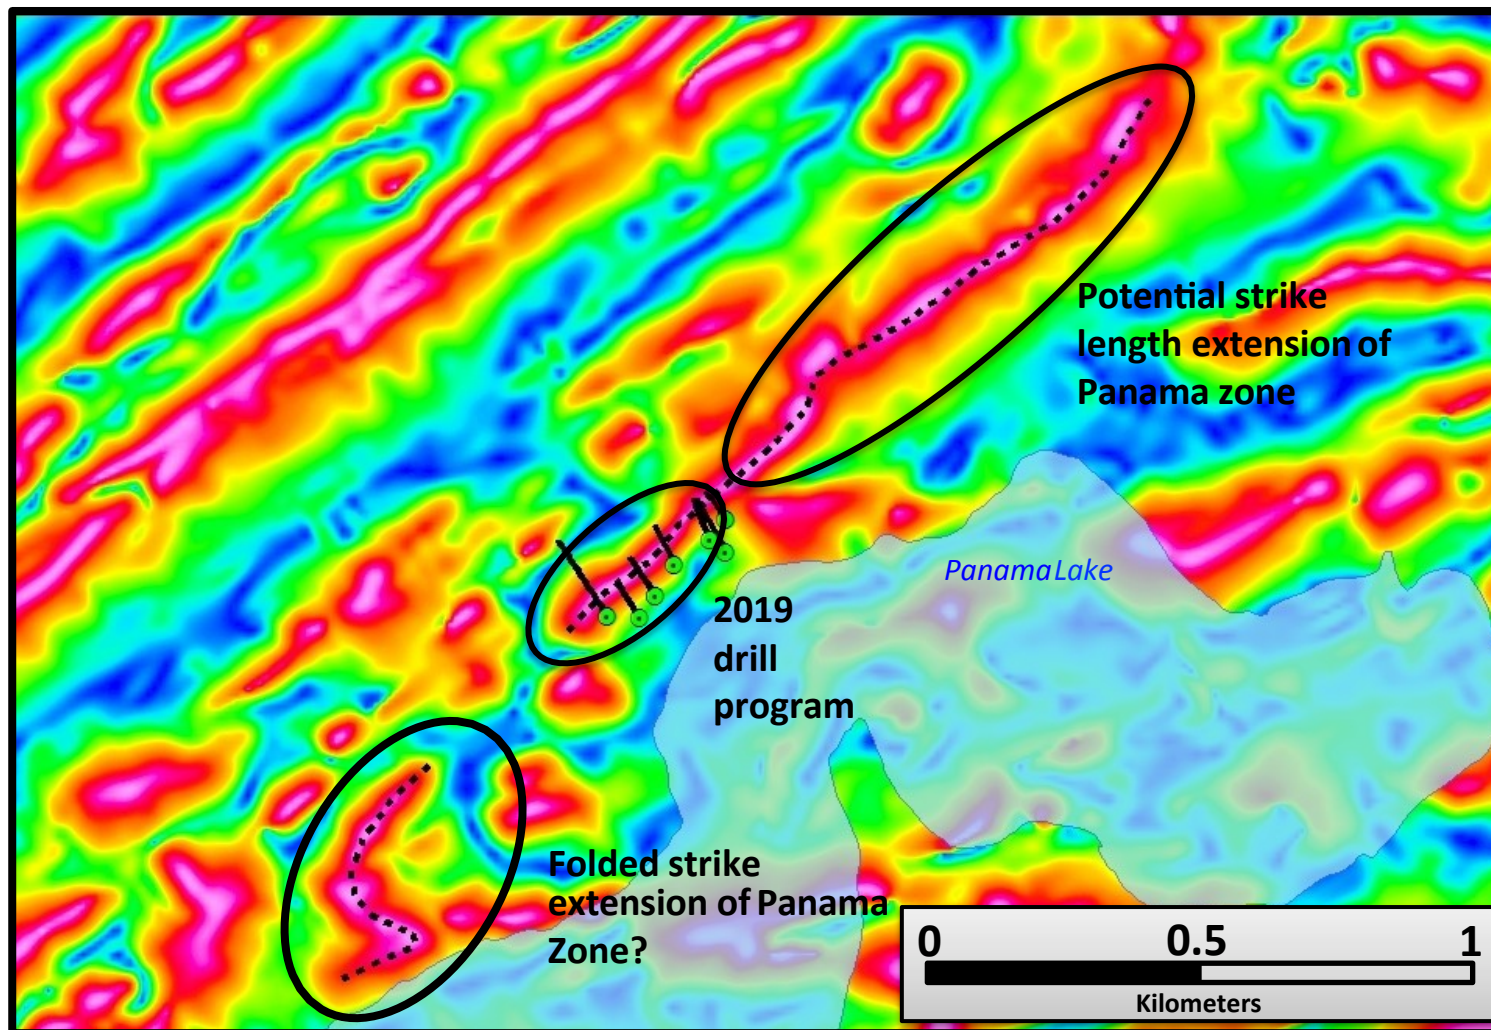 Potential strike
length extension of
Panama zone
Panama Lake
2019
drill
program
Folded strike
extension of Panama
Zone?
0 0.5 1
Kilometers